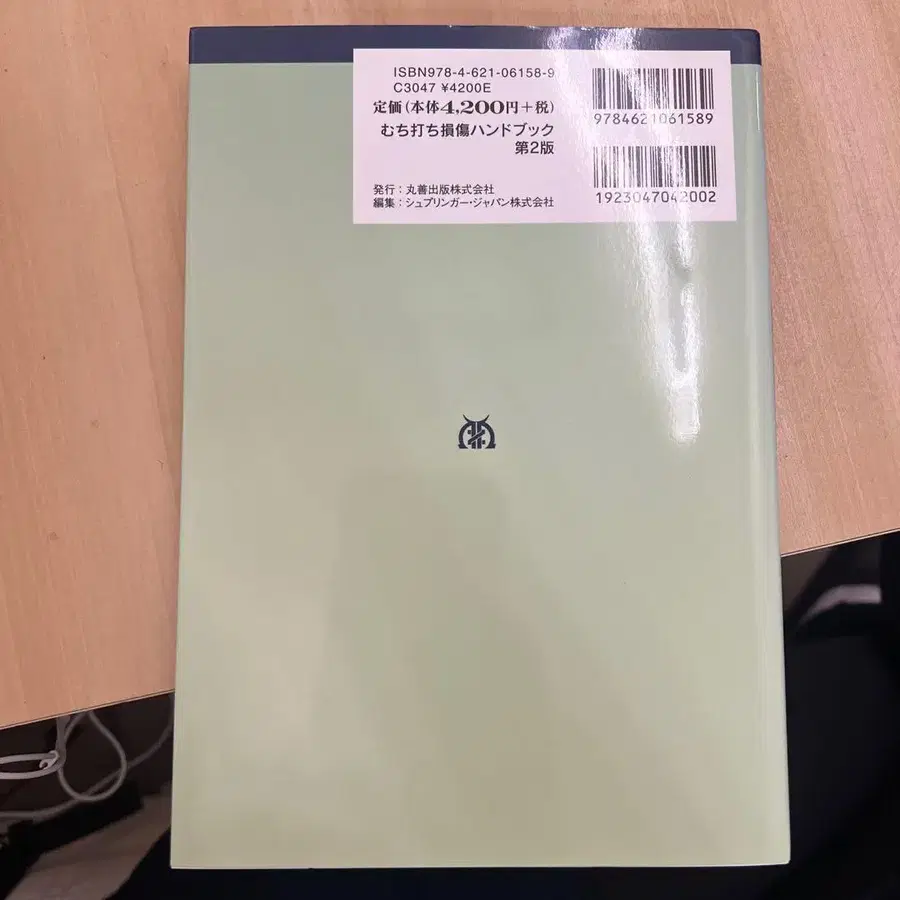 ISBN978-4-621-06158-9
C3047 ¥4200E
定価(本体4,200円+税)
むち打ち損傷ハンドブック
第2版
発行:丸善出版株式会社
編集:シュプリンガー・ジャパン株式会社
9784621061589
1923047042002